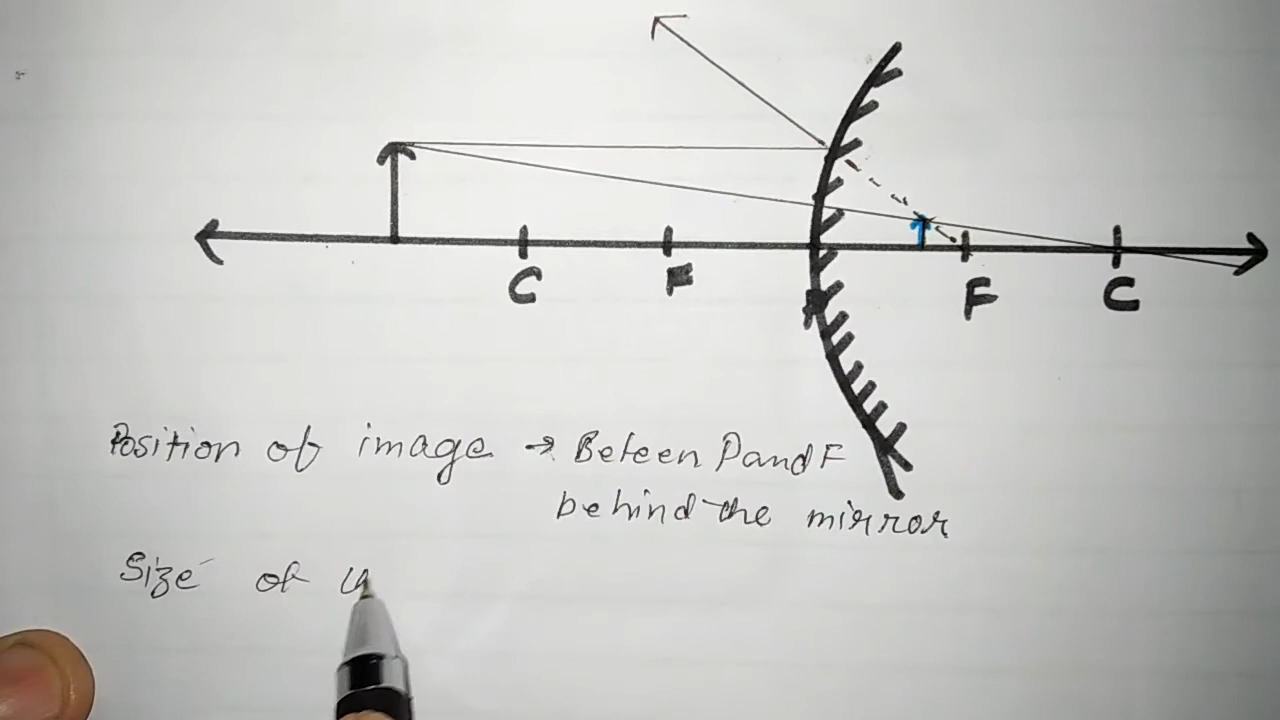 C F F C
P
Position of image → Beteen P and F
behind the mirror
Size of